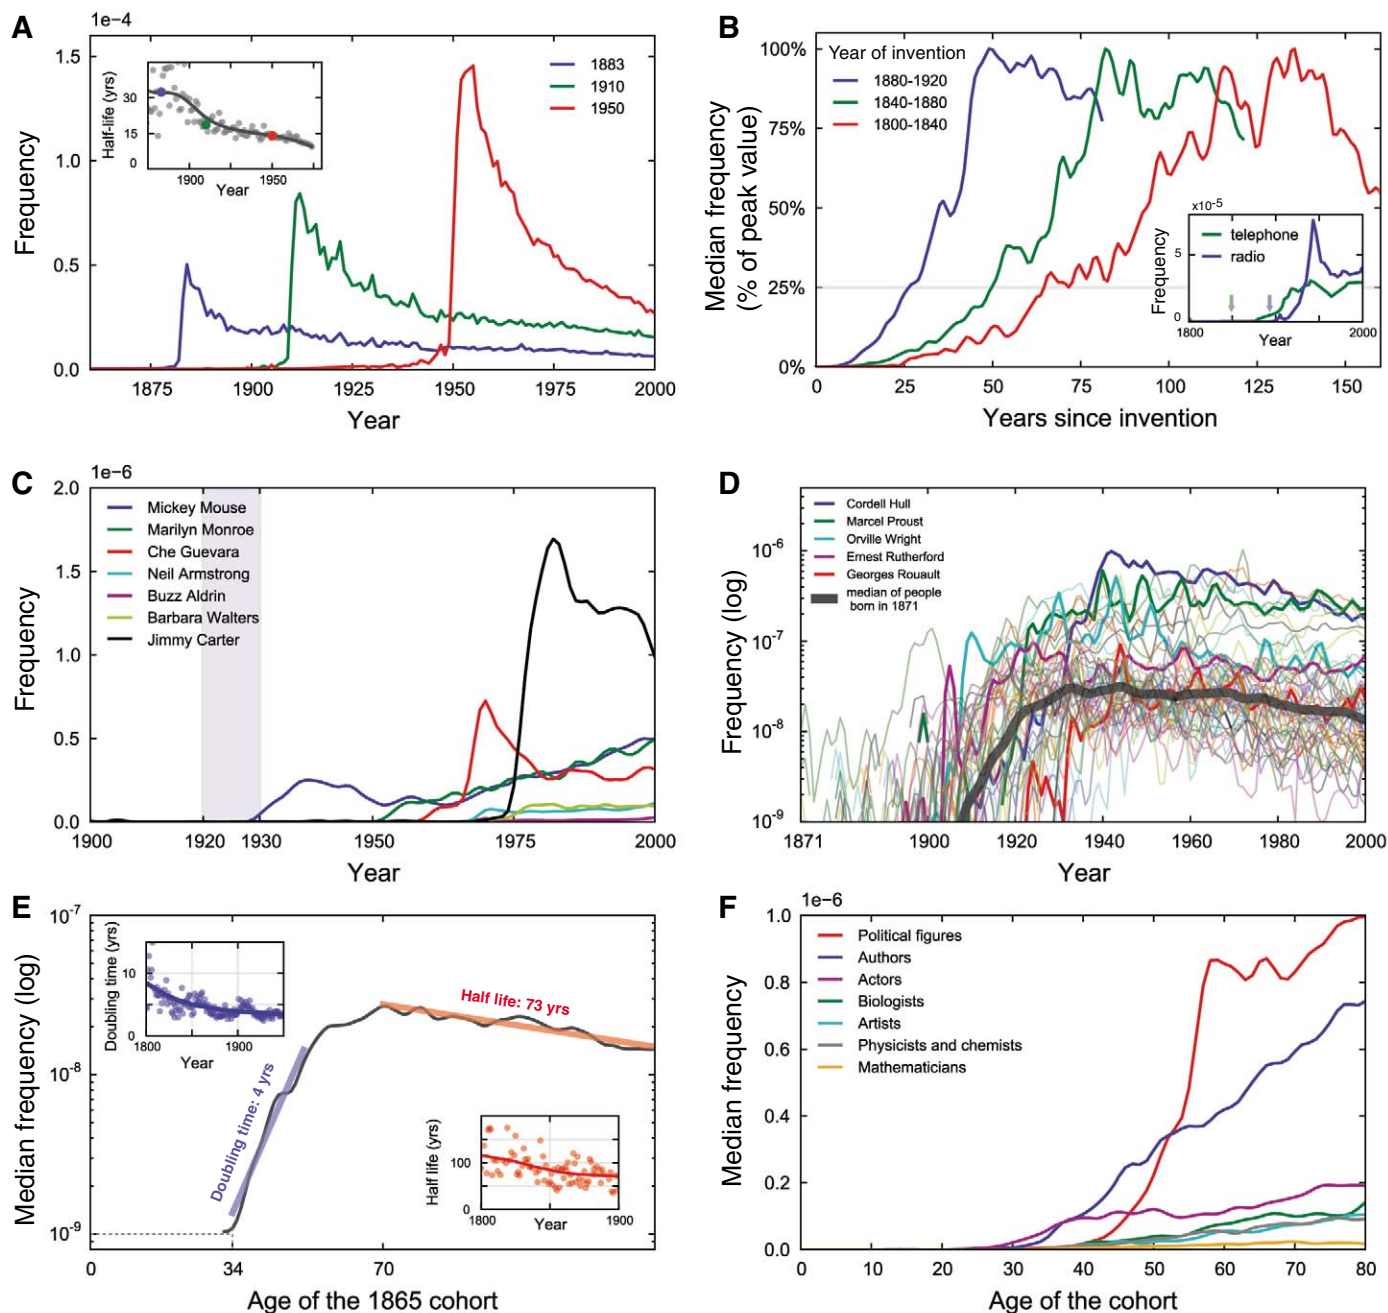 A
1e−4
1.5
1.0
0.5
0.0
Frequency
1875
1900
1925
1950
1975
2000
Year
1883
1910
1950
Half-life (yrs)
30
15
0
1900
1950
Year
B
100%
75%
50%
25%
0%
Median frequency
(% of peak value)
Year of invention
1880-1920
1840-1880
1800-1840
0
25
50
75
100
125
150
Years since invention
x10-5
Frequency
5
0
telephone
radio
1800
2000
Year
C
1e−6
2.0
1.5
1.0
0.5
0.0
Frequency
Mickey Mouse
Marilyn Monroe
Che Guevara
Neil Armstrong
Buzz Aldrin
Barbara Walters
Jimmy Carter
1900
1920
1930
1950
1975
2000
Year
D
10-6
10-7
10-8
10-9
Frequency (log)
Cordell Hull
Marcel Proust
Orville Wright
Ernest Rutherford
Georges Rouault
median of people
born in 1871
1871
1900
1920
1940
1960
1980
2000
Year
E
10-7
10-8
10-9
Median frequency (log)
Doubling time (yrs)
10
0
1800
1900
Year
Doubling time: 4 yrs
Half life: 73 yrs
Half life (yrs)
100
0
1800
1900
Year
0
34
70
Age of the 1865 cohort
F
1e−6
1.0
0.8
0.6
0.4
0.2
0.0
Median frequency
Political figures
Authors
Actors
Biologists
Artists
Physicists and chemists
Mathematicians
0
10
20
30
40
50
60
70
80
Age of the cohort